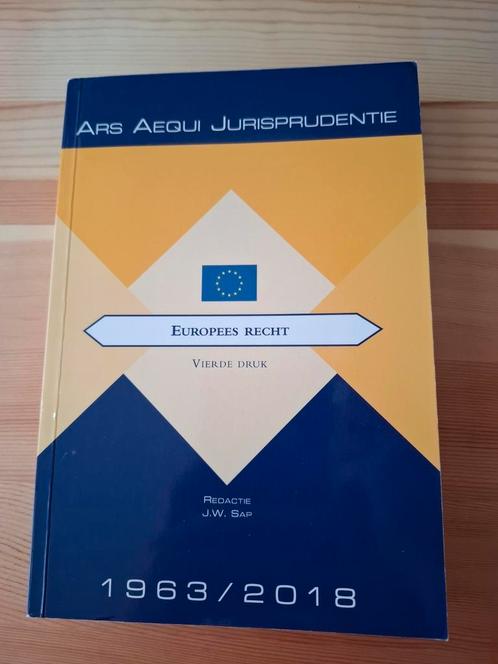 ARS AEQUI JURISPRUDENTIE
EUROPEES RECHT
VIERDE DRUK
REDACTIE
J.W. SAP
1963/2018